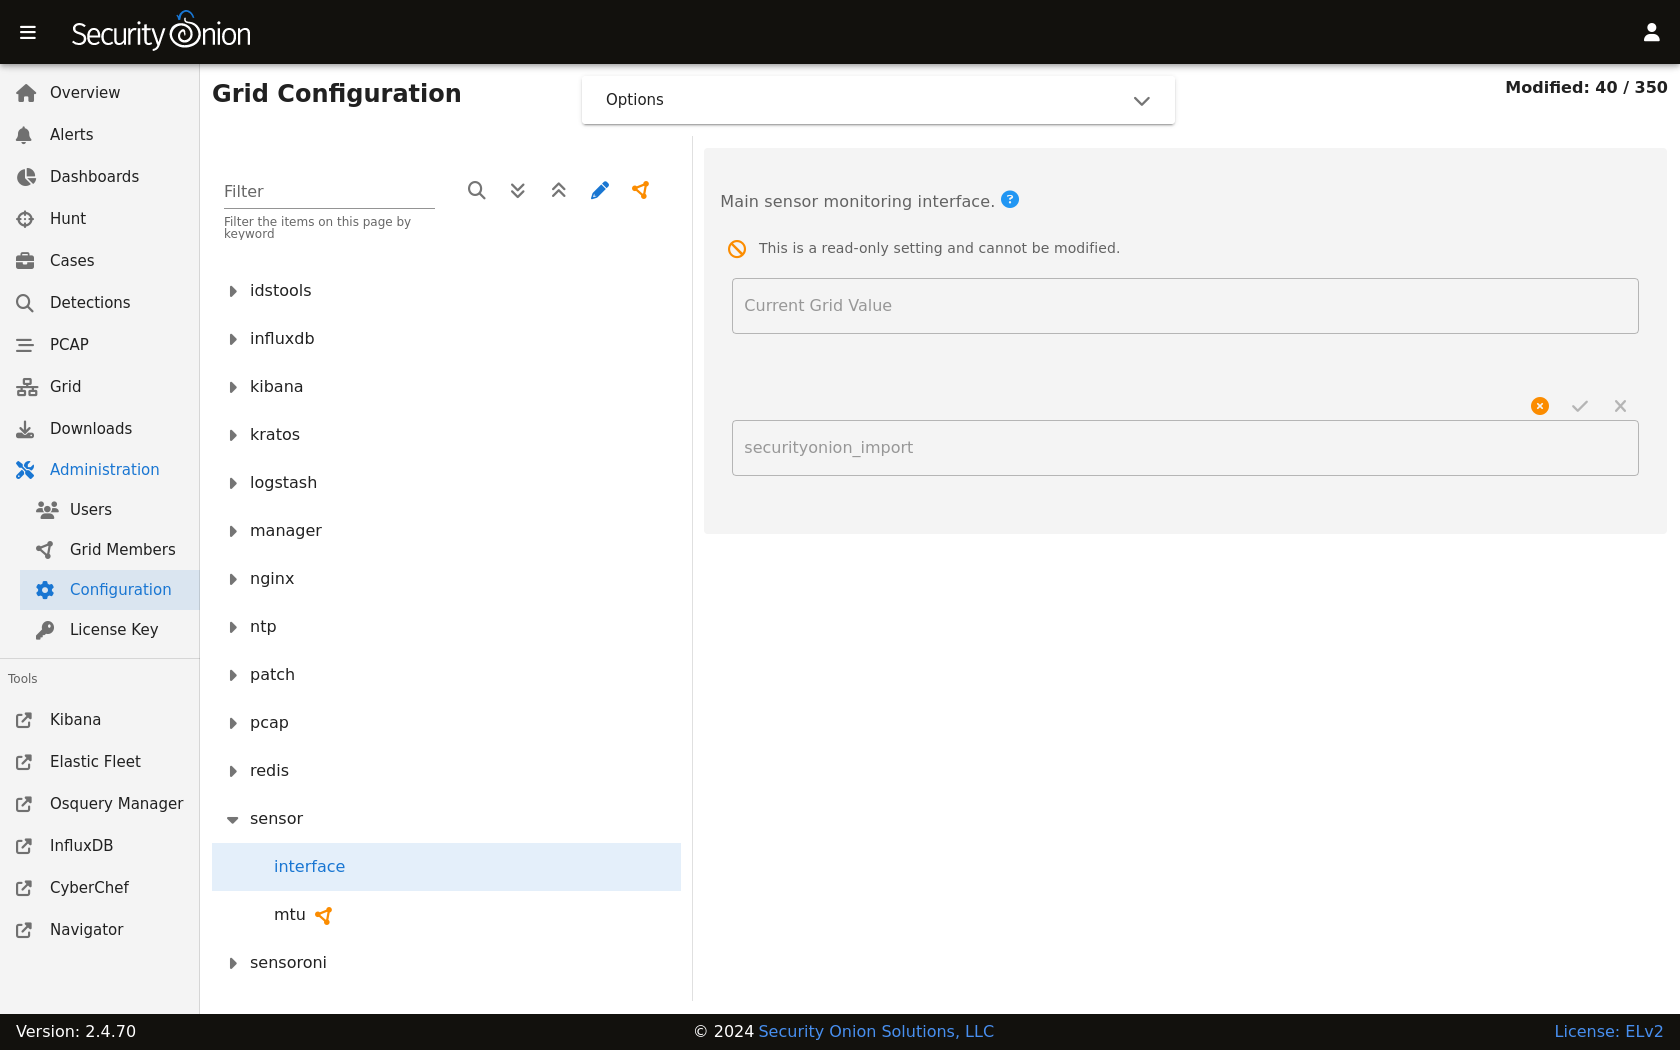 Security Onion
Overview
Alerts
Dashboards
Hunt
Cases
Detections
PCAP
Grid
Downloads
Administration
Users
Grid Members
Configuration
License Key
Tools
Kibana
Elastic Fleet
Osquery Manager
InfluxDB
CyberChef
Navigator
Grid Configuration
Options
Modified: 40 / 350
Filter
Filter the items on this page by
keyword
idstools
influxdb
kibana
kratos
logstash
manager
nginx
ntp
patch
pcap
redis
sensor
interface
mtu
sensoroni
Main sensor monitoring interface. ?
This is a read-only setting and cannot be modified.
Current Grid Value
securityonion_import
Version: 2.4.70
© 2024 Security Onion Solutions, LLC
License: ELv2